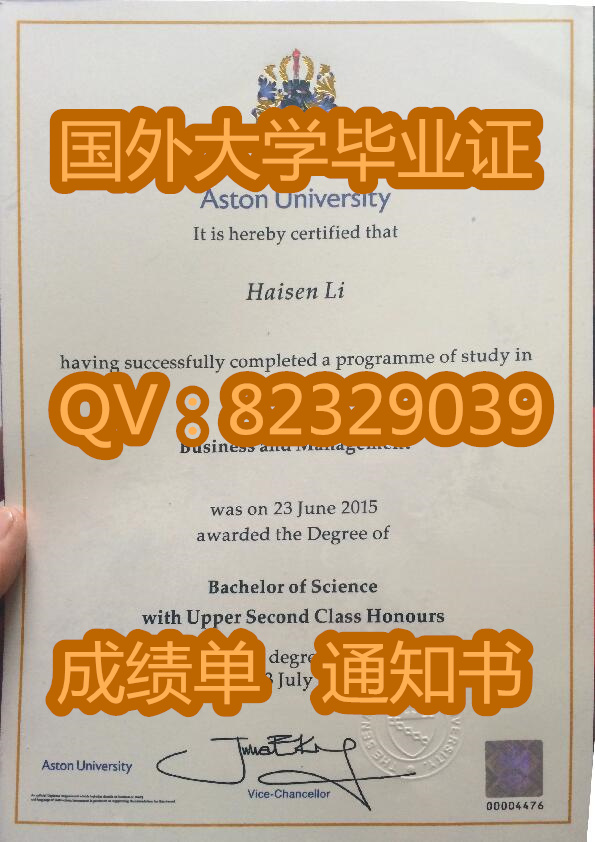 国外大学毕业证
Aston University
It is hereby certified that
Haisen Li
having successfully completed a programme of study in
QV:82329039
Business and Management
was on 23 June 2015
awarded the Degree of
Bachelor of Science
with Upper Second Class Honours
成绩单 通知书
degre
July
Aston University
Vice-Chancellor
00004476